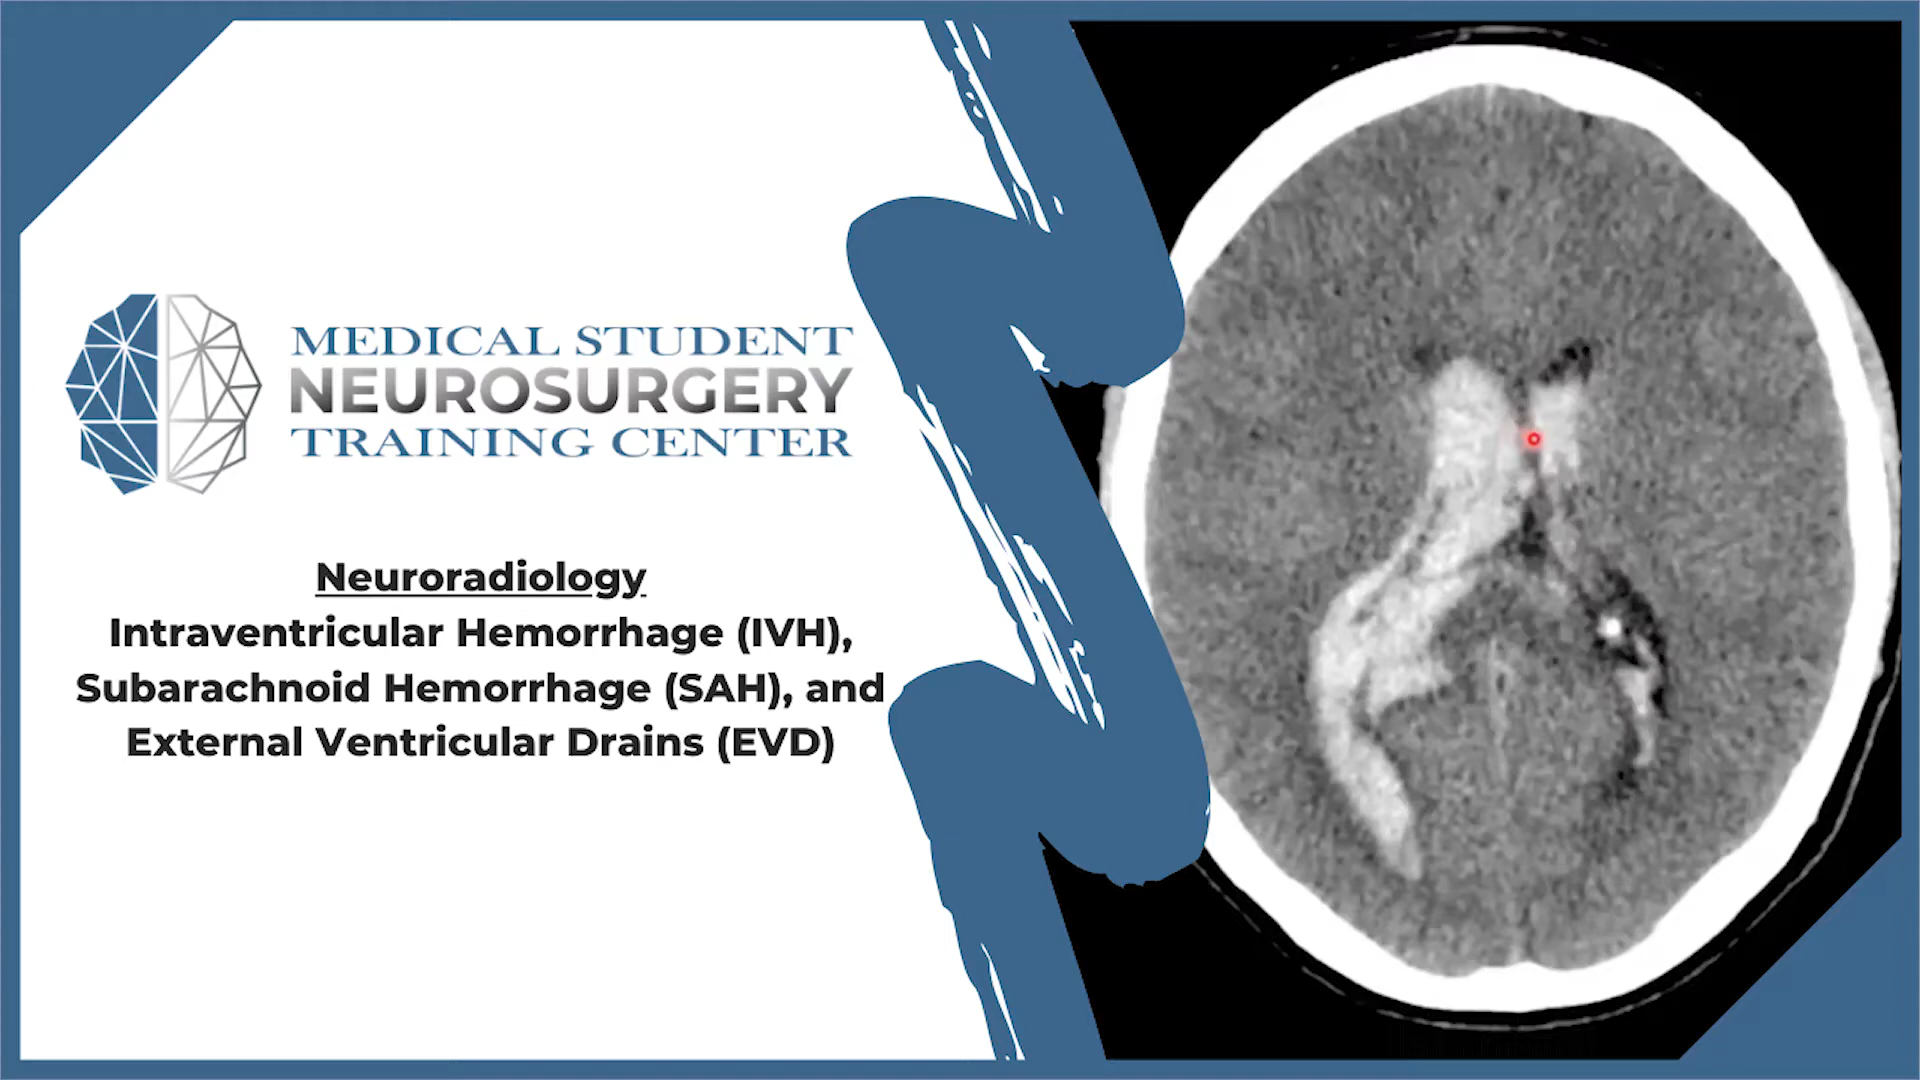 MEDICAL STUDENT
NEUROSURGERY
TRAINING CENTER
Neuroradiology
Intraventricular Hemorrhage (IVH),
Subarachnoid Hemorrhage (SAH), and
External Ventricular Drains (EVD)